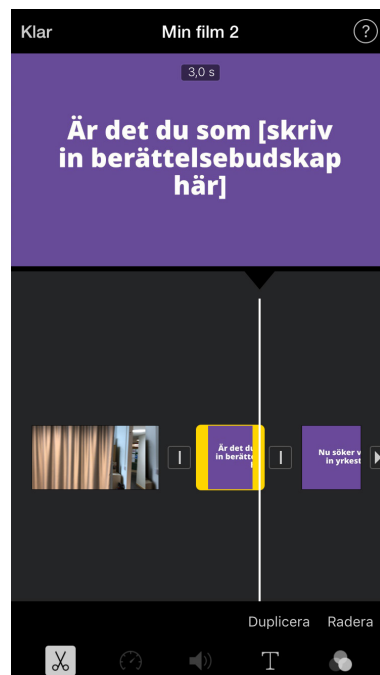 Klar
Min film 2
?
3,0 s
Är det du som [skriv
in berättelsebudskap
här]
Är det du
in berätt
Nu söker v
in yrkest
Duplicera
Radera
T